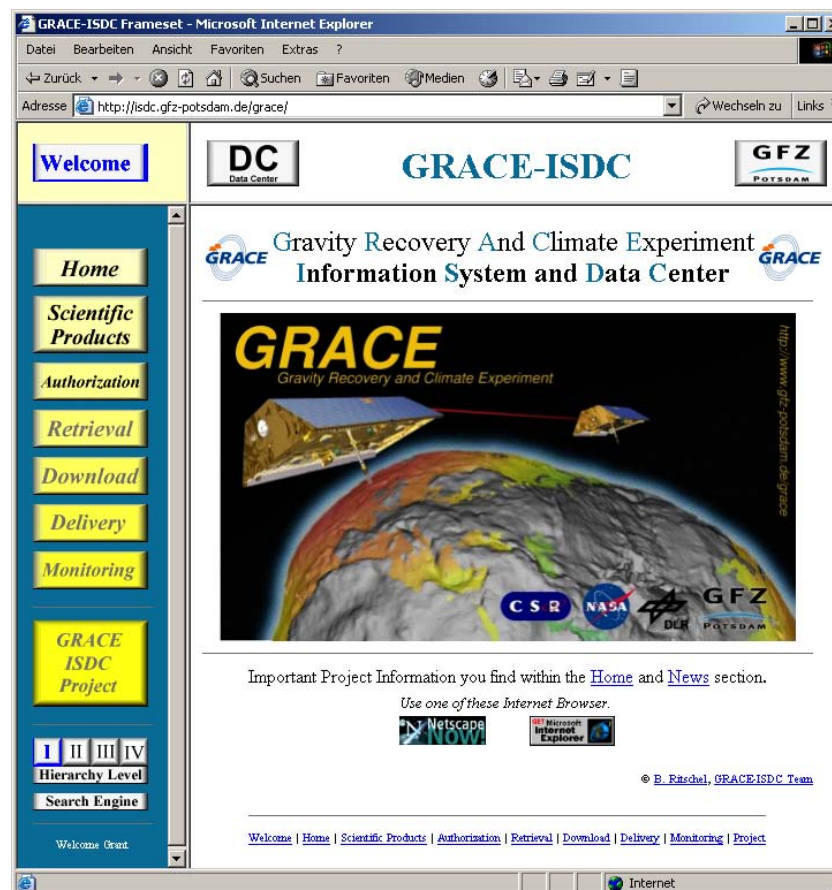 GRACE-ISDC Frameset - Microsoft Internet Explorer
Datei Bearbeiten Ansicht Favoriten Extras ?
Zurück Suchen Favoriten Medien
Adresse http://isdc.gfz-potsdam.de/grace/ Wechseln zu Links
Welcome
DC
Data Center
GRACE-ISDC
GFZ
POTSDAM
Home
Scientific
Products
Authorization
Retrieval
Download
Delivery
Monitoring
GRACE
ISDC
Project
I II III IV
Hierarchy Level
Search Engine
Welcome Grant
GRACE
Gravity Recovery And Climate Experiment
Information System and Data Center
GRACE
GRACE
Gravity Recovery and Climate Experiment
http://www.gfz-potsdam.de/grace
CSR
NASA
DLR
GFZ
POTSDAM
Important Project Information you find within the Home and News section.
Use one of these Internet Browser.
Netscape
NOW!
GET Microsoft
Internet
Explorer
© B. Ritschel, GRACE-ISDC Team
Welcome | Home | Scientific Products | Authorization | Retrieval | Download | Delivery | Monitoring | Project
Internet